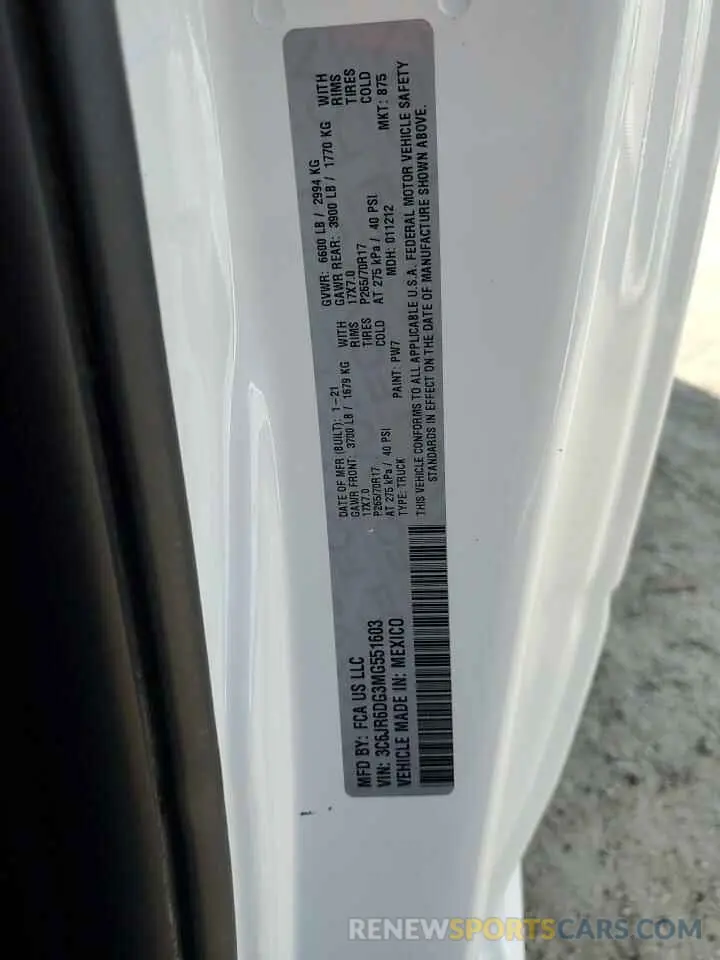 MFD BY: FCA US LLC
VIN: 3C6JR6DG3MG551603
VEHICLE MADE IN: MEXICO
DATE OF MFR (BUILT): 1-21
GAWR FRONT: 3700 LB / 1679 KG WITH
17X7.0 RIMS
P265/70R17 TIRES
AT 275 kPa / 40 PSI COLD
TYPE: TRUCK PAINT: PW7
GVWR: 6600 LB / 2994 KG
GAWR REAR: 3900 LB / 1770 KG WITH
17X7.0 RIMS
P265/70R17 TIRES
AT 275 kPa / 40 PSI COLD
MDH: 011212 MKT: 875
THIS VEHICLE CONFORMS TO ALL APPLICABLE U.S.A. FEDERAL MOTOR VEHICLE SAFETY
STANDARDS IN EFFECT ON THE DATE OF MANUFACTURE SHOWN ABOVE.
RENEWSPORTSCARS.COM